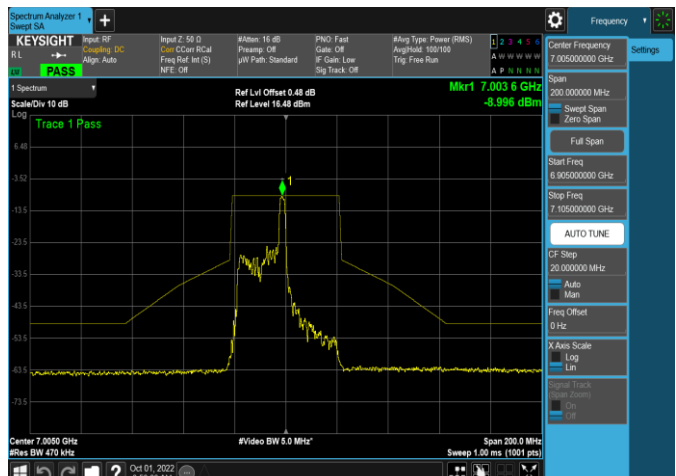 Spectrum Analyzer 1
Swept SA
+
Frequency
KEYSIGHT
RL
LW
PASS
Input: RF
Coupling: DC
Align: Auto
Input Z: 50 Ω
Corr CCorr RCal
Freq Ref: Int (S)
NFE: Off
#Atten: 16 dB
Preamp: Off
µW Path: Standard
PNO: Fast
Gate: Off
IF Gain: Low
Sig Track: Off
#Avg Type: Power (RMS)
Avg|Hold: 100/100
Trig: Free Run
1 2 3 4 5 6
A W W W W W
A P N N N N
1 Spectrum
Scale/Div 10 dB
Log
Ref Lvl Offset 0.48 dB
Ref Level 16.48 dBm
Mkr1 7.003 6 GHz
-8.996 dBm
Trace 1 Pass
1
6.48
-3.52
-13.5
-23.5
-33.5
-43.5
-53.5
-63.5
-73.5
Center 7.0050 GHz
#Res BW 470 kHz
#Video BW 5.0 MHz*
Span 200.0 MHz
Sweep 1.00 ms (1001 pts)
?
Oct 01, 2022
Center Frequency
7.005000000 GHz
Settings
Span
200.000000 MHz
Swept Span
Zero Span
Full Span
Start Freq
6.905000000 GHz
Stop Freq
7.105000000 GHz
AUTO TUNE
CF Step
20.000000 MHz
Auto
Man
Freq Offset
0 Hz
X Axis Scale
Log
Lin
Signal Track
(Span Zoom)
On
Off